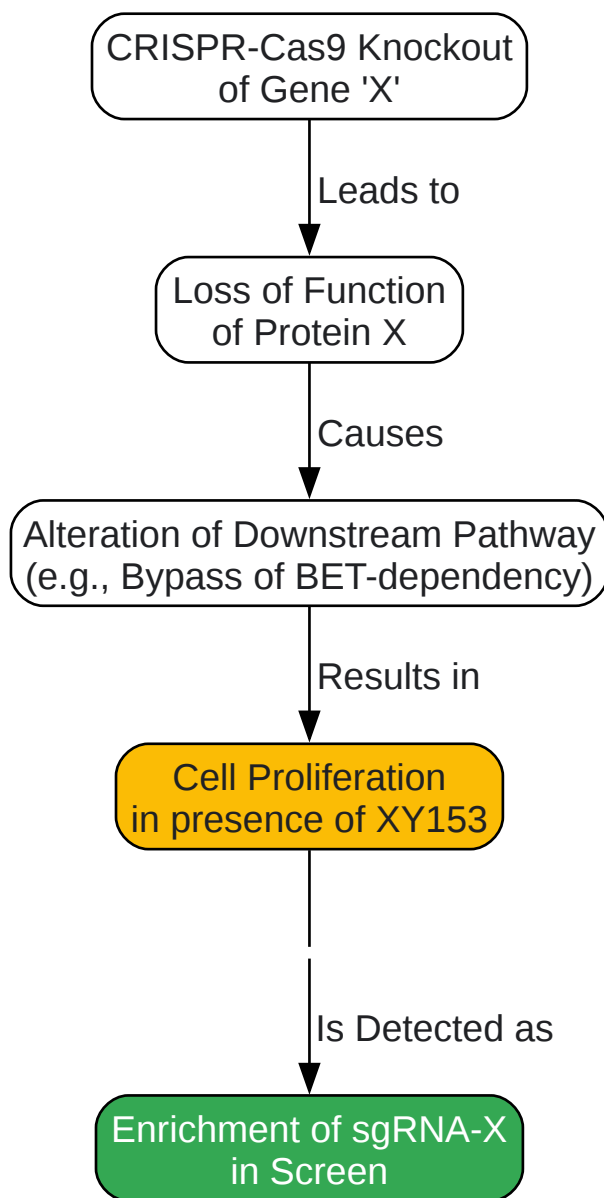 CRISPR-Cas9 Knockout
of Gene 'X'
Leads to
Loss of Function
of Protein X
Causes
Alteration of Downstream Pathway
(e.g., Bypass of BET-dependency)
Results in
Cell Proliferation
in presence of XY153
Is Detected as
Enrichment of sgRNA-X
in Screen